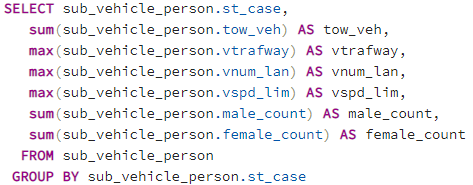 SELECT sub_vehicle_person.st_case,
sum(sub_vehicle_person.tow_veh) AS tow_veh,
max(sub_vehicle_person.vtrafway) AS vtrafway,
max(sub_vehicle_person.vnum_lan) AS vnum_lan,
max(sub_vehicle_person.vspd_lim) AS vspd_lim,
sum(sub_vehicle_person.male_count) AS male_count,
sum(sub_vehicle_person.female_count) AS female_count
FROM sub_vehicle_person
GROUP BY sub_vehicle_person.st_case